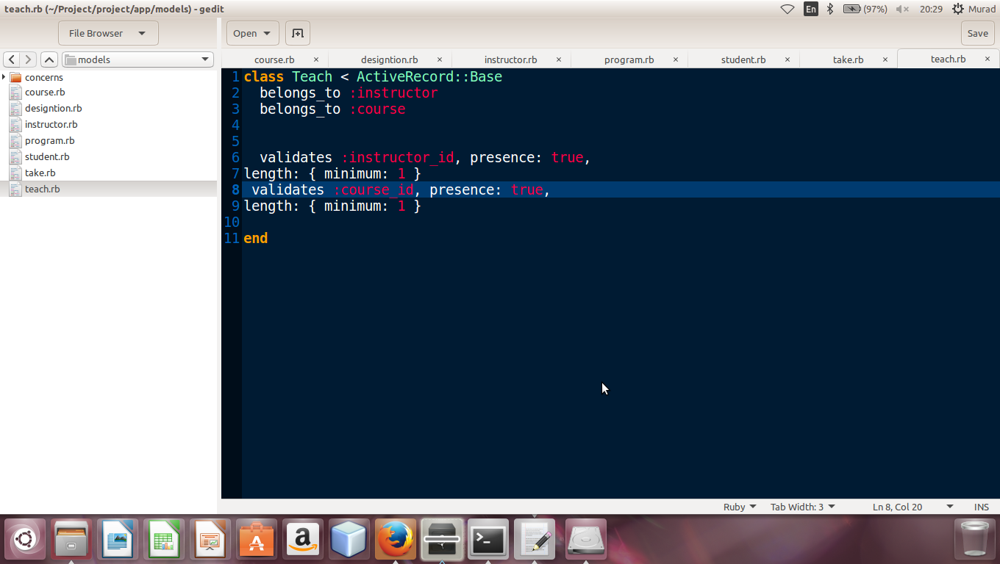 teach.rb (~/Project/project/app/models) - gedit
En
(97%)
20:29
Murad
File Browser
Open
Save
models
course.rb
designtion.rb
instructor.rb
program.rb
student.rb
take.rb
teach.rb
concerns
course.rb
designtion.rb
instructor.rb
program.rb
student.rb
take.rb
teach.rb
1 class Teach < ActiveRecord::Base
2 belongs_to :instructor
3 belongs_to :course
4
5
6 validates :instructor_id, presence: true,
7 length: { minimum: 1 }
8 validates :course_id, presence: true,
9 length: { minimum: 1 }
10
11 end
Ruby
Tab Width: 3
Ln 8, Col 20
INS